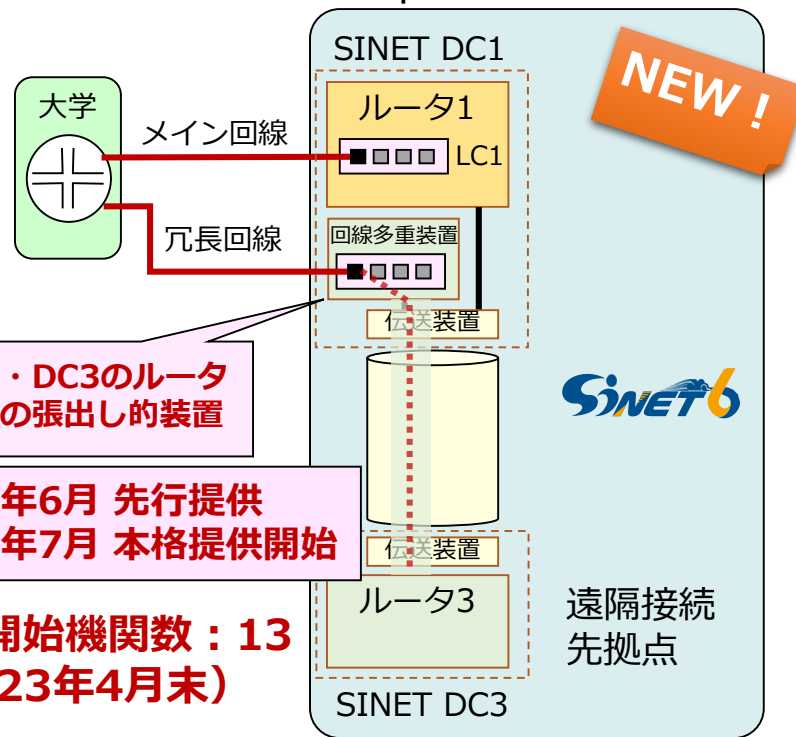 SINET DC1
NEW！
大学
ルータ1
メイン回線
LC1
冗長回線
回線多重装置
伝送装置
・DC3のルータ
の張出し的装置
SINET6
年6月 先行提供
年7月 本格提供開始
伝送装置
ルータ3
遠隔接続
先拠点
開始機関数：13
23年4月末）
SINET DC3